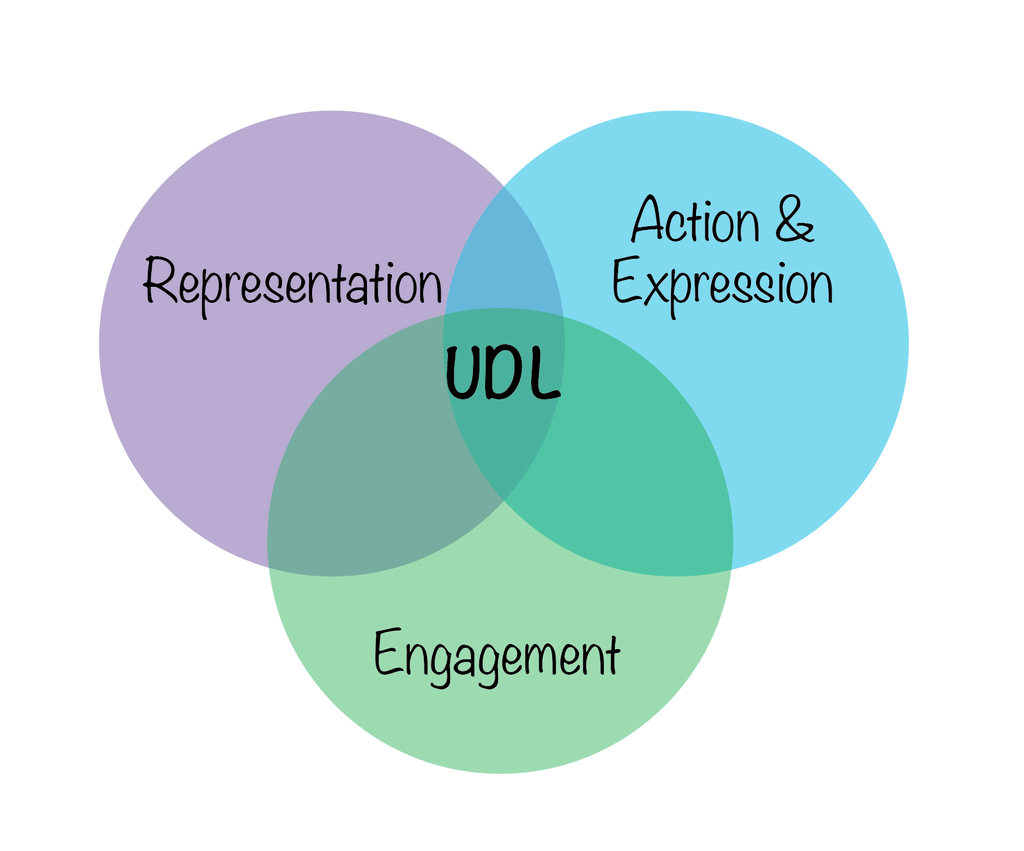 Action &
Expression
Representation
UDL
Engagement